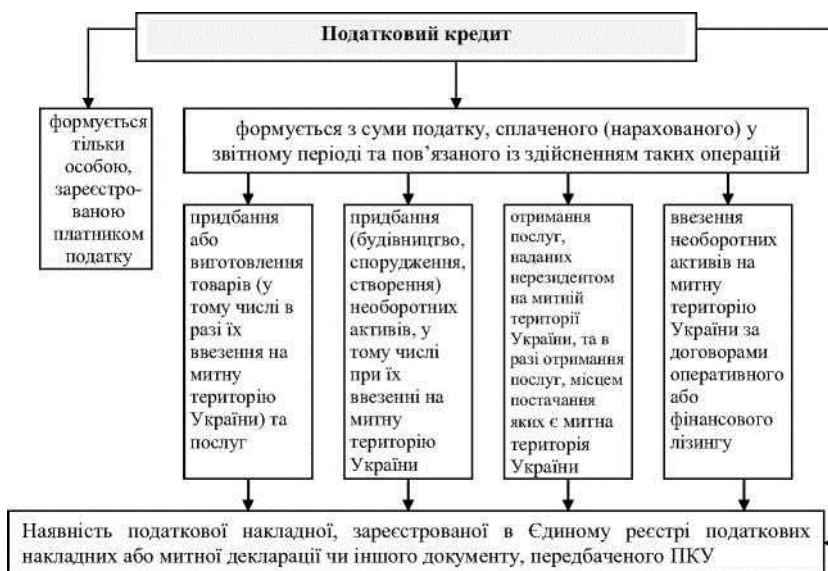 Податковий кредит
формується
тільки
особою,
зареєстро-
ваною
платником
податку
формується з суми податку, сплаченого (нарахованого) у
звітному періоді та пов’язаного із здійсненням таких операцій
придбання
або
виготовлення
товарів (у
тому числі в
разі їх
ввезення на
митну
територію
України) та
послуг
придбання
(будівництво,
спорудження,
створення)
необоротних
активів, у
тому числі
при їх
ввезенні на
митну
територію
України
отримання
послуг,
наданих
нерезидентом
на митній
території
України, та в
разі отримання
послуг, місцем
постачання
яких є митна
територія
України
ввезення
необоротних
активів на
митну
територію
України за
договорами
оперативного
або
фінансового
лізингу
Наявність податкової накладної, зареєстрованої в Єдиному реєстрі податкових
накладних або митної декларації чи іншого документу, передбаченого ПКУ